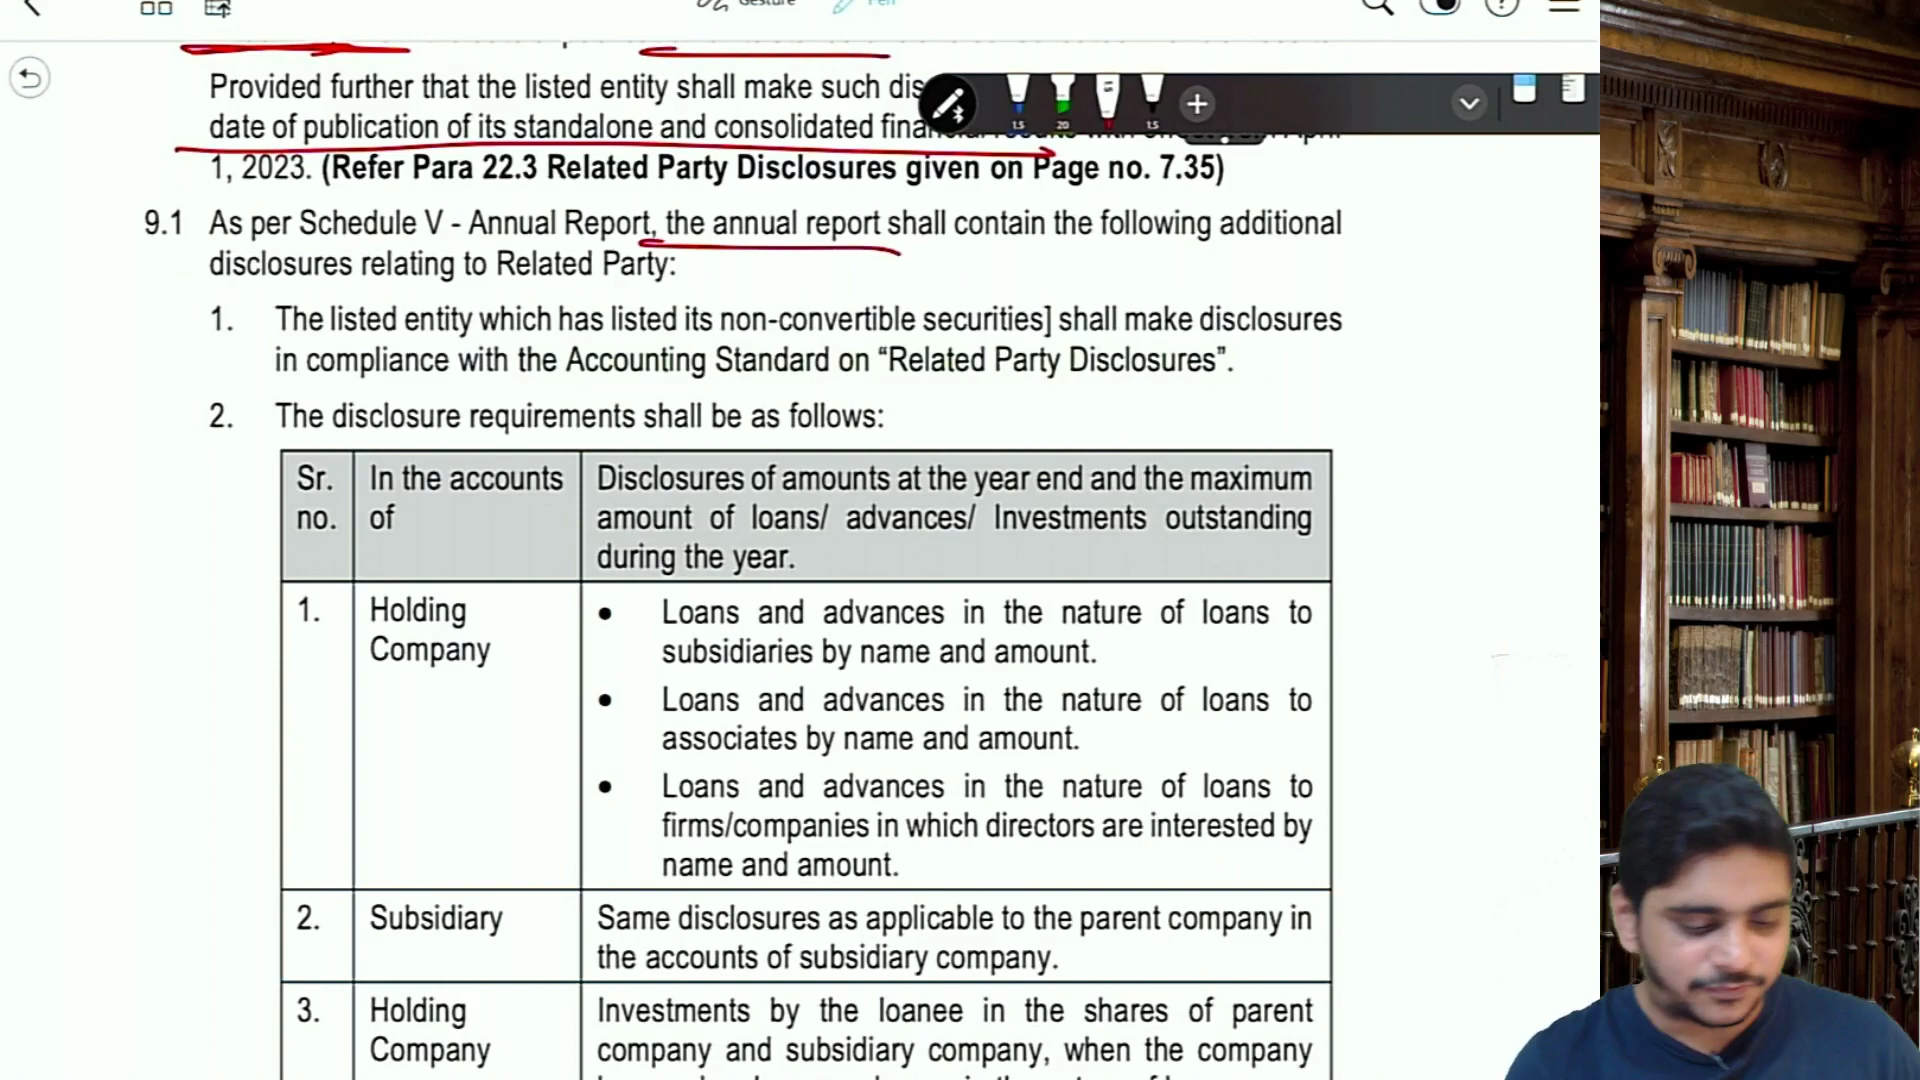 Gesture
Pen
Provided further that the listed entity shall make such dis
date of publication of its standalone and consolidated financial results with effect from April
1, 2023. (Refer Para 22.3 Related Party Disclosures given on Page no. 7.35)
9.1 As per Schedule V - Annual Report, the annual report shall contain the following additional
disclosures relating to Related Party:
1. The listed entity which has listed its non-convertible securities] shall make disclosures
in compliance with the Accounting Standard on “Related Party Disclosures”.
2. The disclosure requirements shall be as follows:
Sr. no.
In the accounts of
Disclosures of amounts at the year end and the maximum
amount of loans/ advances/ Investments outstanding
during the year.
1.
Holding
Company
• Loans and advances in the nature of loans to
subsidiaries by name and amount.
• Loans and advances in the nature of loans to
associates by name and amount.
• Loans and advances in the nature of loans to
firms/companies in which directors are interested by
name and amount.
2.
Subsidiary
Same disclosures as applicable to the parent company in
the accounts of subsidiary company.
3.
Holding
Company
Investments by the loanee in the shares of parent
company and subsidiary company, when the company